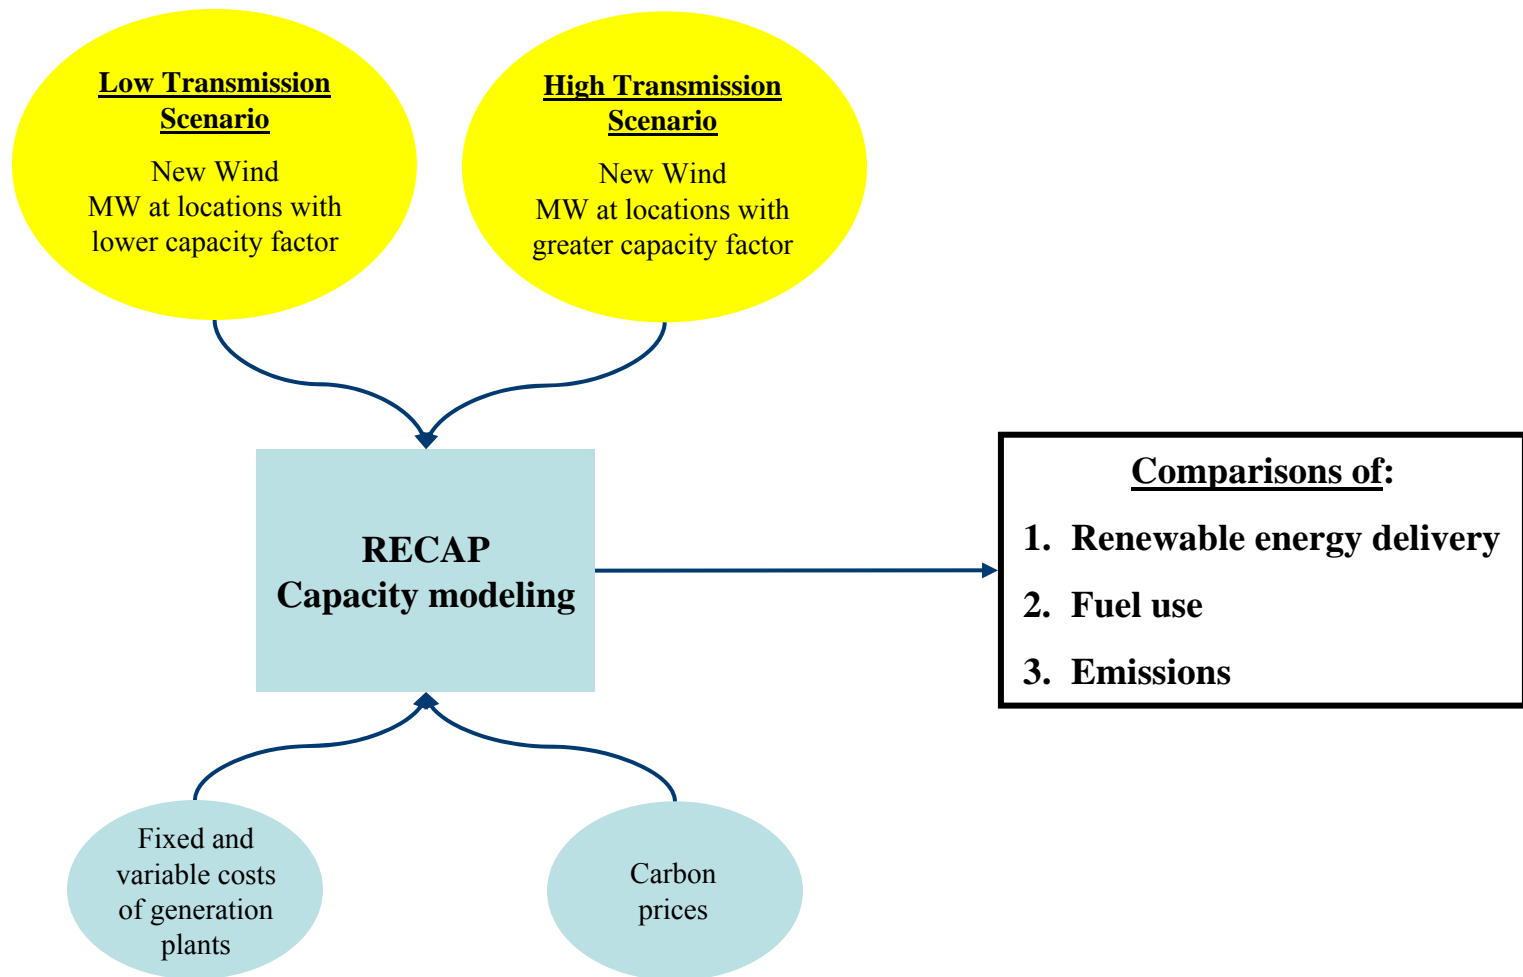 Low Transmission
Scenario
New Wind
MW at locations with
lower capacity factor
High Transmission
Scenario
New Wind
MW at locations with
greater capacity factor
RECAP
Capacity modeling
Comparisons of:
1. Renewable energy delivery
2. Fuel use
3. Emissions
Fixed and
variable costs
of generation
plants
Carbon
prices